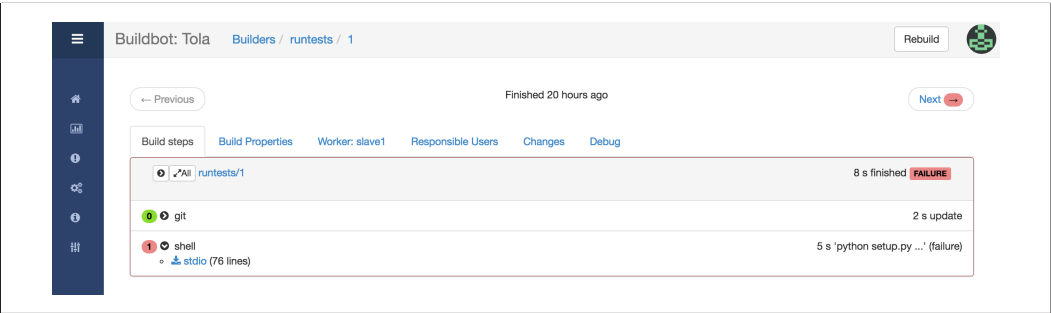 Buildbot: Tola Builders / runtests / 1 Rebuild
← Previous Finished 20 hours ago Next →
Build steps Build Properties Worker: slave1 Responsible Users Changes Debug
All runtests/1 8 s finished FAILURE
0 git 2 s update
1 shell 5 s 'python setup.py ...' (failure)
stdio (76 lines)